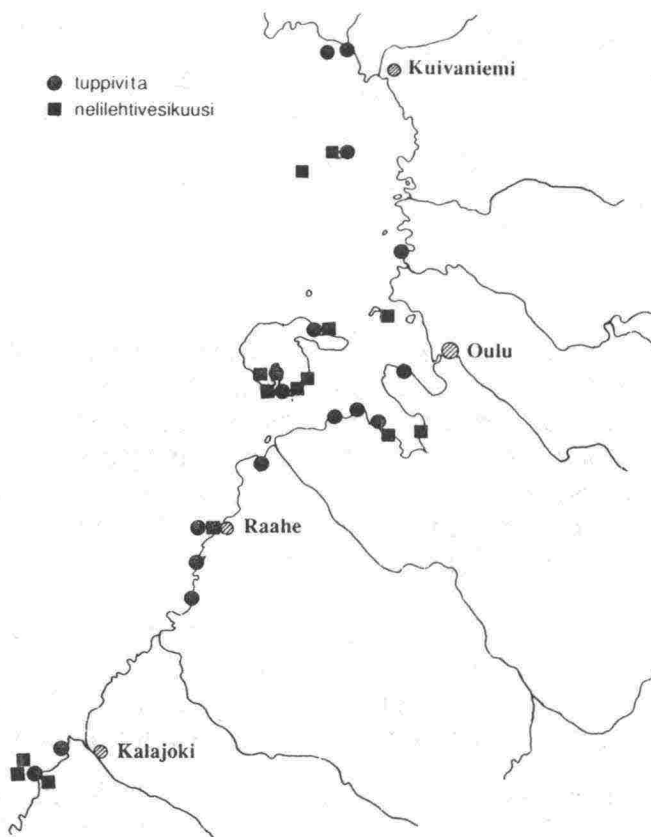 Kuivaniemi
tuppivita
nelilehtivesikuusi
Oulu
Raahe
Kalajoki